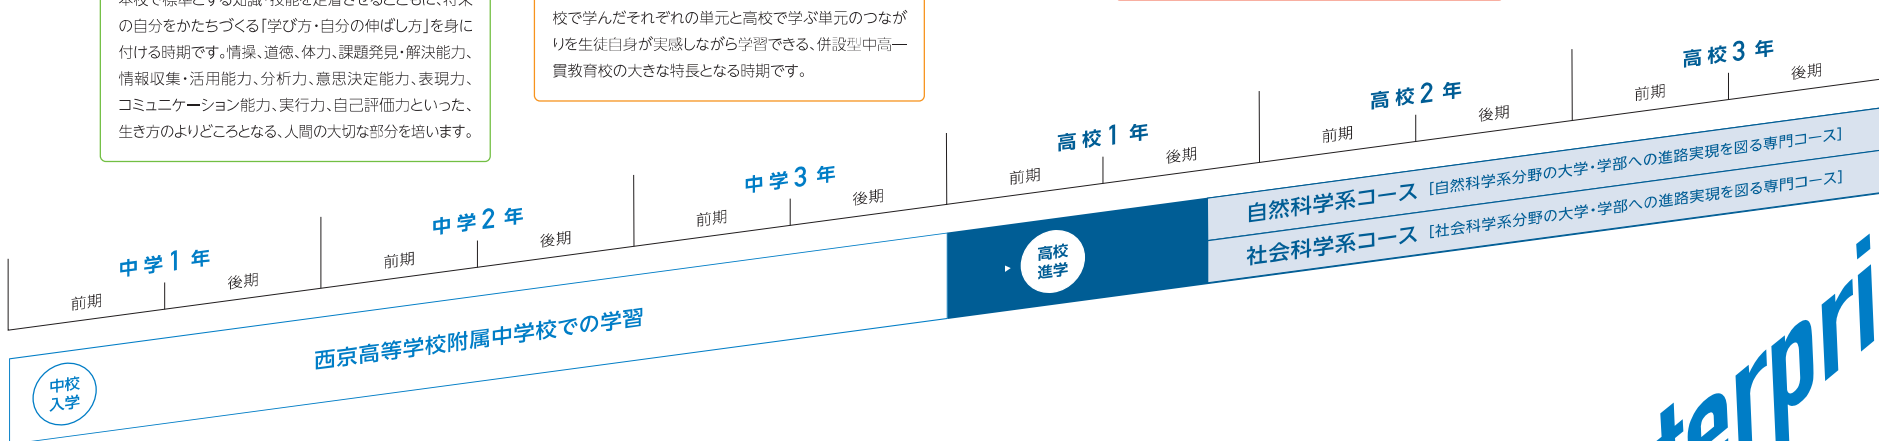 本校で標準とする知識・技能を定着させるとともに、将来
の自分をかたちづくる「学び方・自分の伸ばし方」を身に
付ける時期です。情操、道徳、体力、課題発見・解決能力、
情報収集・活用能力、分析力、意思決定能力、表現力、
コミュニケーション能力、実行力、自己評価力といった、
生き方のよりどころとなる、人間の大切な部分を培います。
校で学んだそれぞれの単元と高校で学ぶ単元のつなが
りを生徒自身が実感しながら学習できる、併設型中高一
貫教育校の大きな特長となる時期です。
中学1年
前期
後期
中学2年
前期
後期
中学3年
前期
後期
高校1年
前期
後期
高校2年
前期
後期
高校3年
前期
後期
中校
入学
西京高等学校附属中学校での学習
高校
進学
自然科学系コース [自然科学系分野の大学・学部への進路実現を図る専門コース]
社会科学系コース [社会科学系分野の大学・学部への進路実現を図る専門コース]
terpri